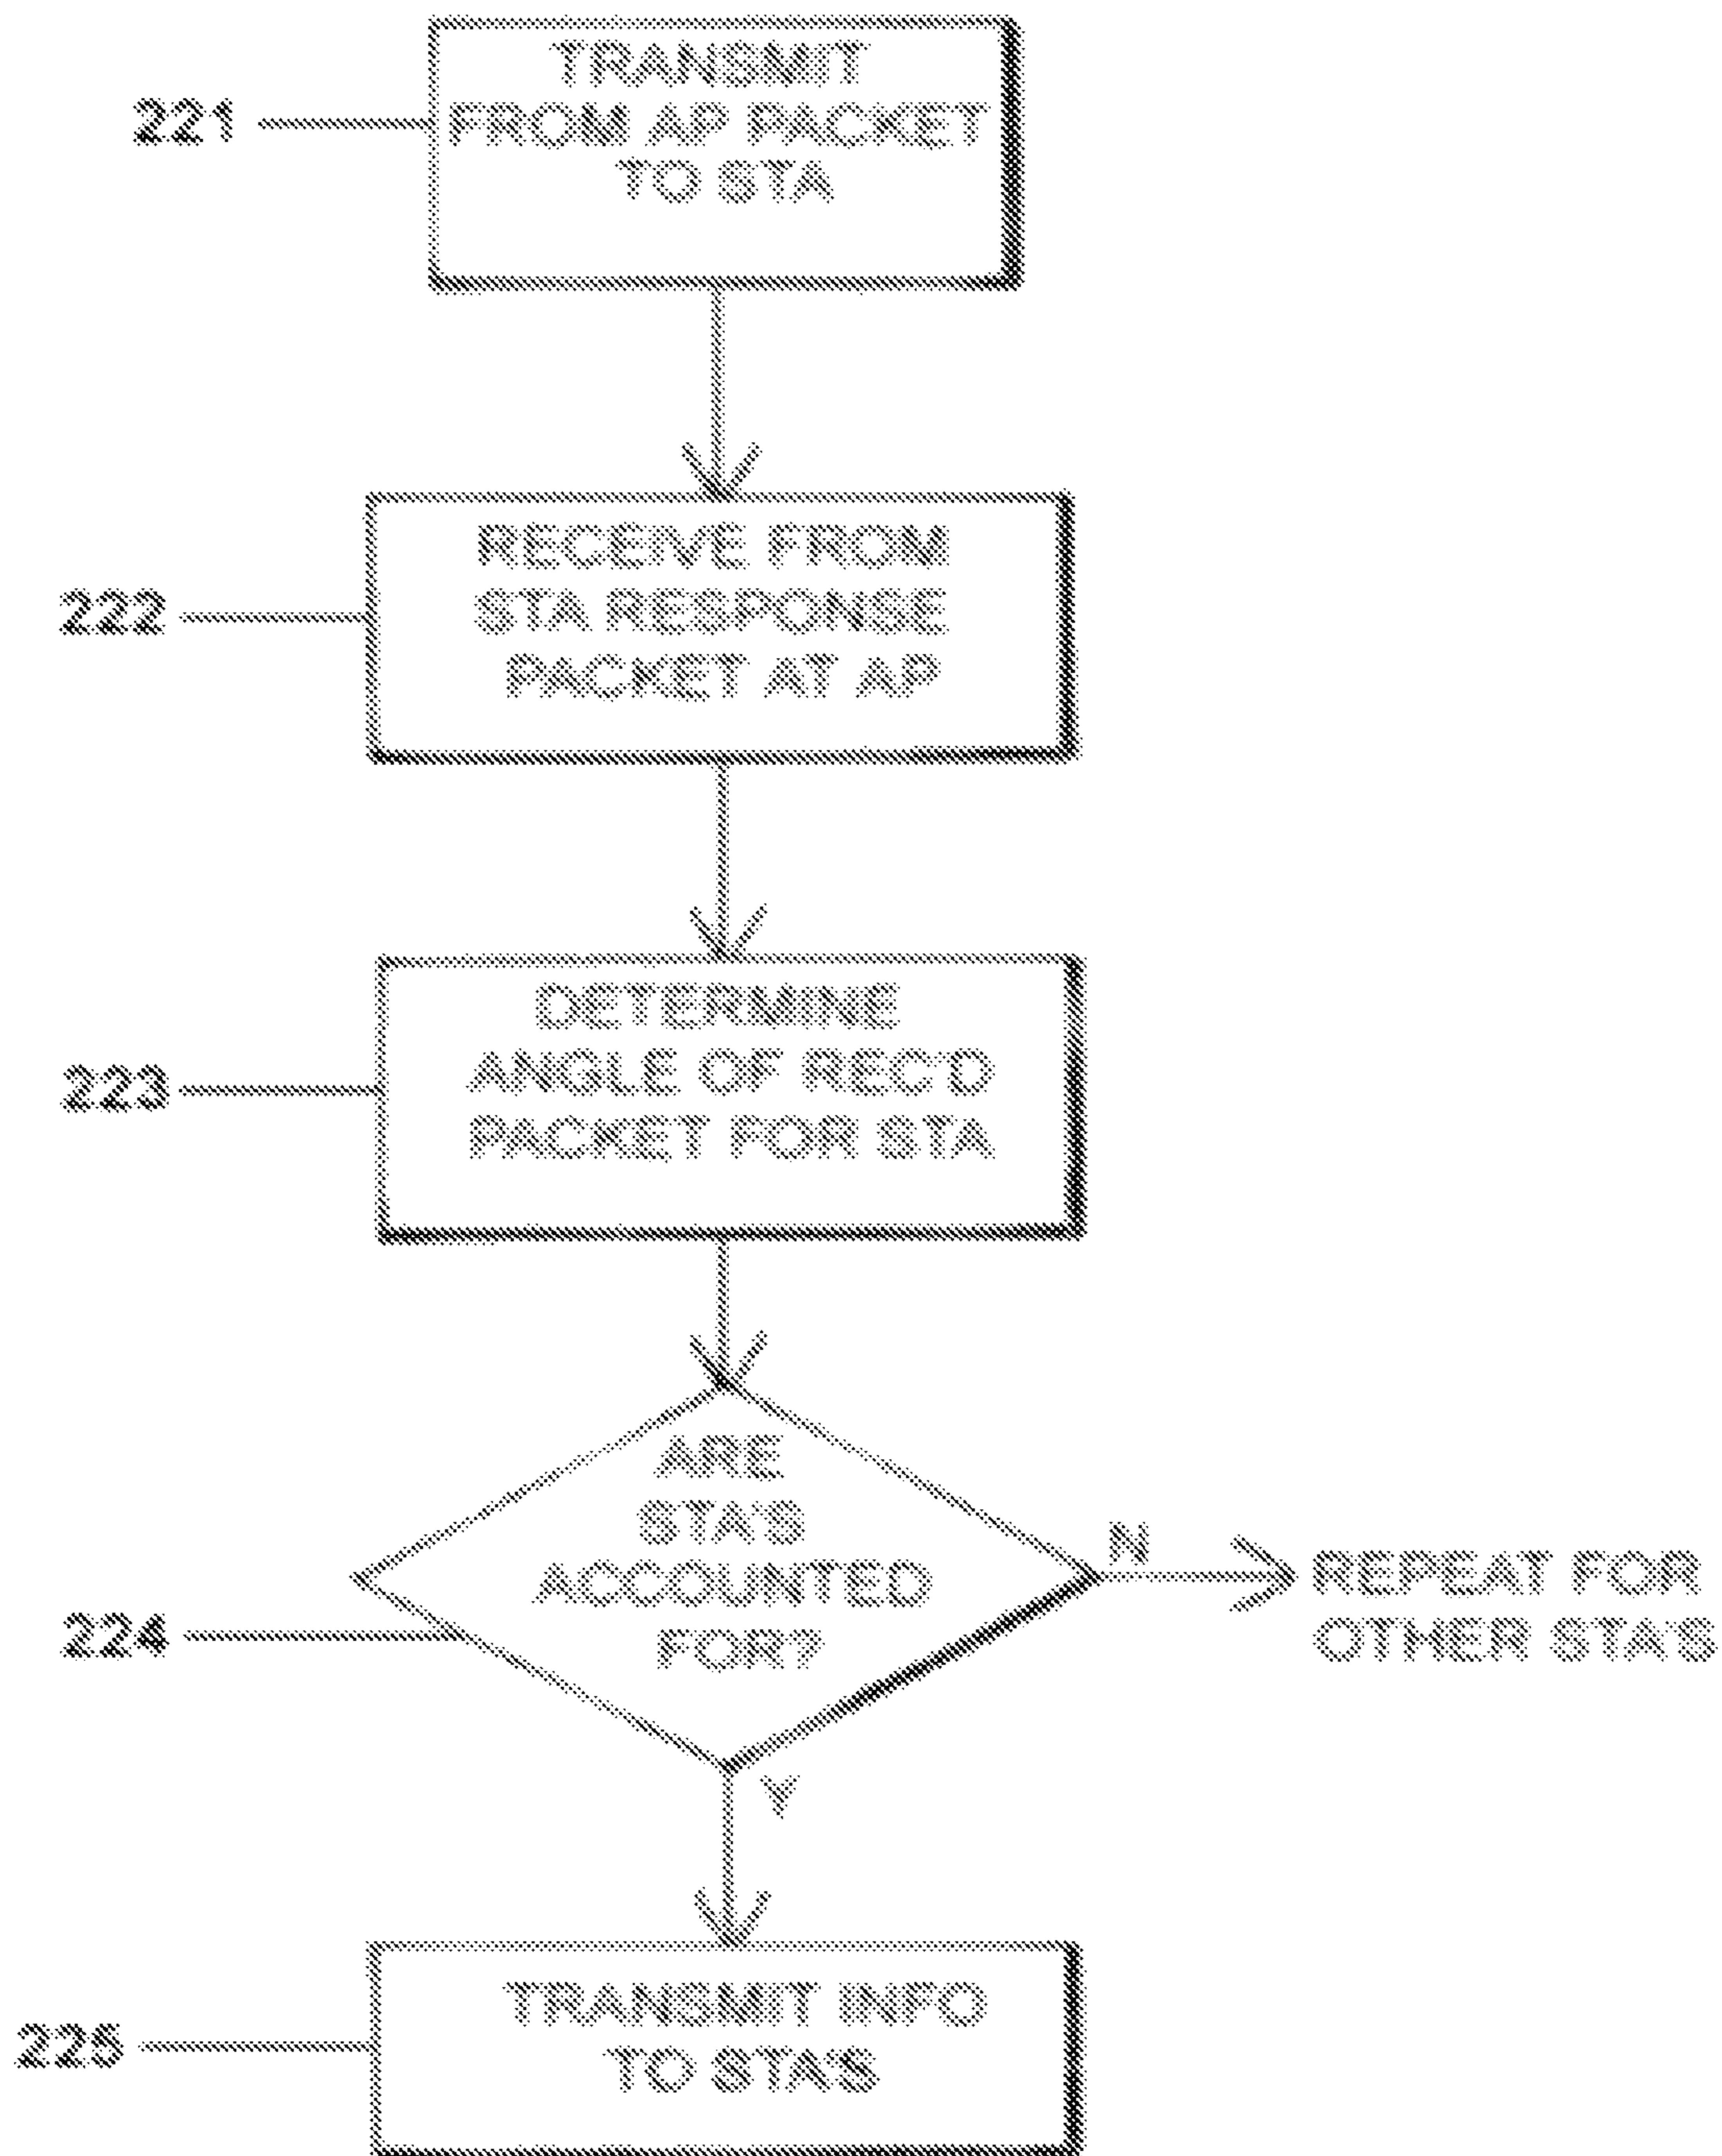 TRANSMIT
221
FROM AP PACKET
TO STA
RECEIVE FROM
222
STA RESPONSE
PACKET AT AP
DETERMINE
223
ANGLE OF REC'D
PACKET FOR STA
ARE
STA'S
ACCOUNTED
FOR?
224
N
REPEAT FOR
OTHER STA'S
Y
TRANSMIT INFO
225
TO STA'S